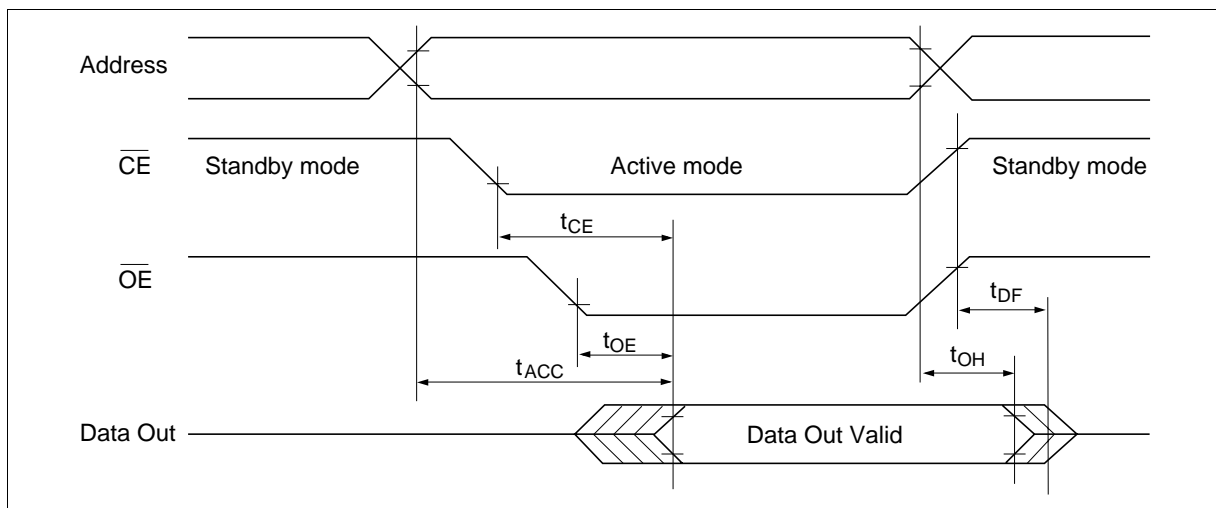 Address
CE
Standby mode
Active mode
Standby mode
tCE
OE
tDF
tOE
tACC
tOH
Data Out
Data Out Valid